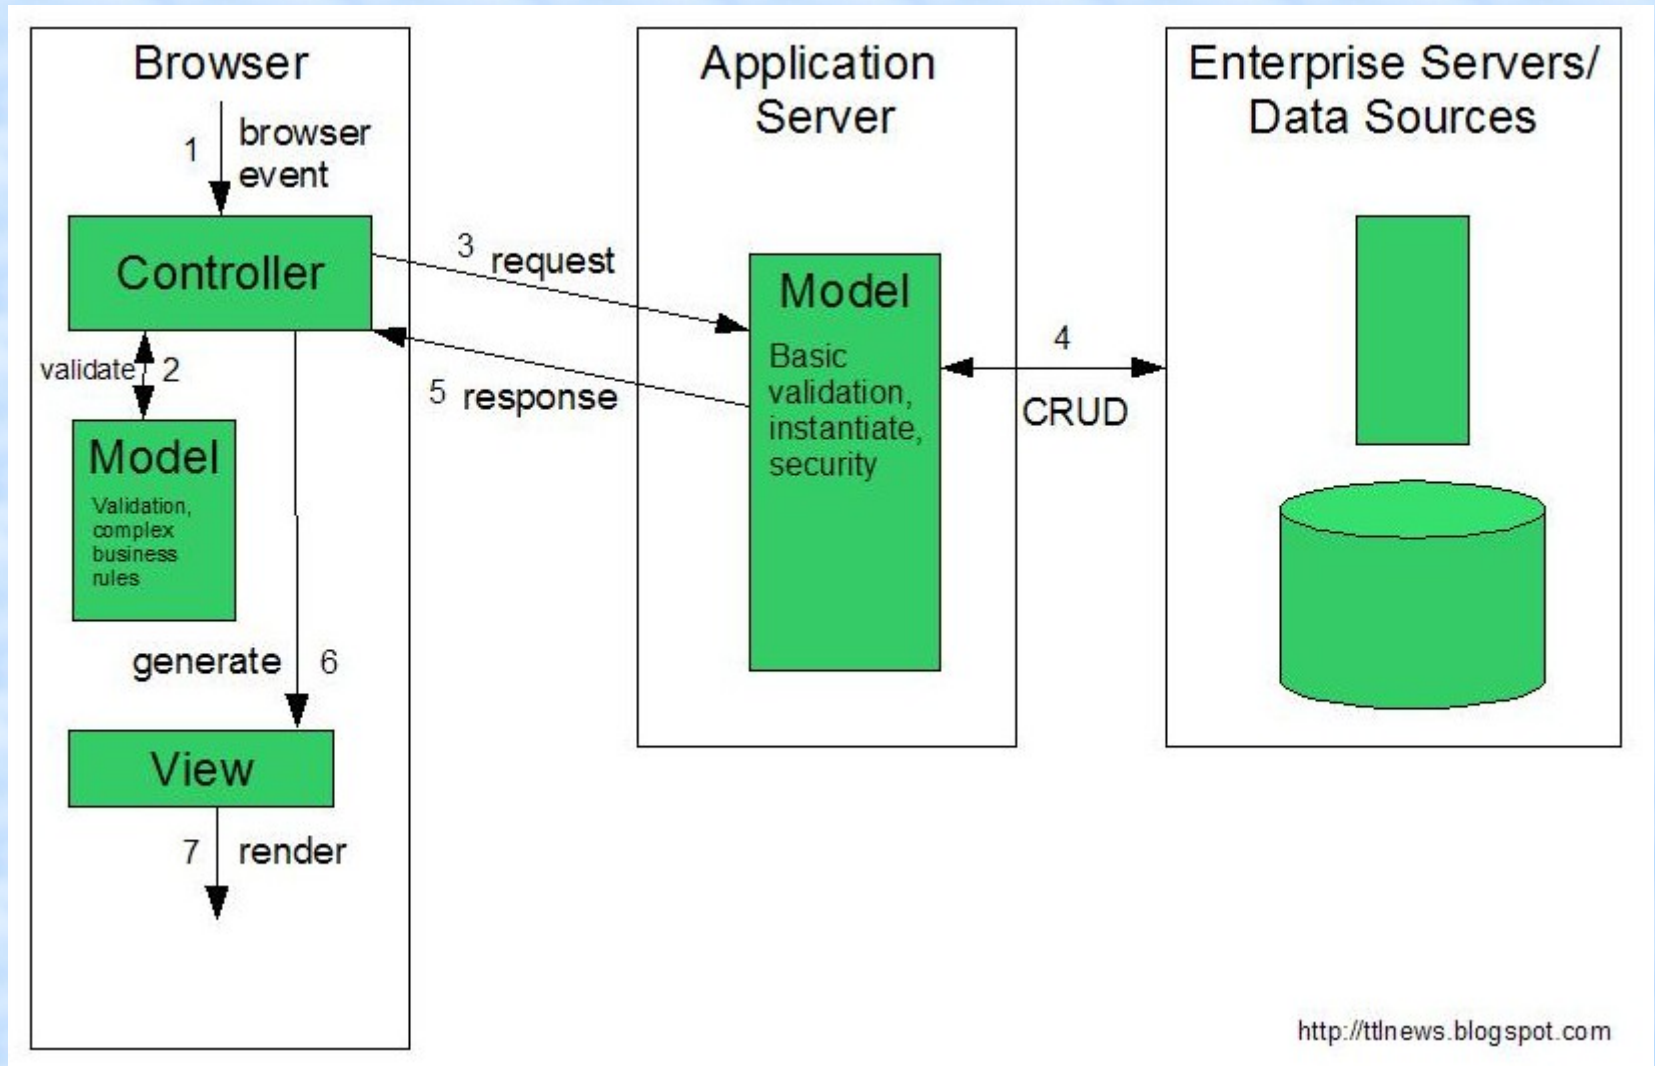 Browser
1
browser
event
Controller
validate
2
Model
Validation,
complex
business
rules
generate
6
View
7
render
3
request
5
response
Application
Server
Model
Basic
validation,
instantiate,
security
4
CRUD
Enterprise Servers/
Data Sources
http://ttlnews.blogspot.com